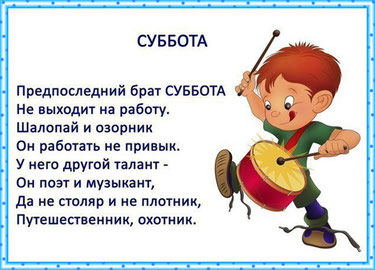 СУББОТА
Предпоследний брат СУББОТА
Не выходит на работу.
Шалопай и озорник
Он работать не привык.
У него другой талант -
Он поэт и музыкант,
Да не столяр и не плотник,
Путешественник, охотник.